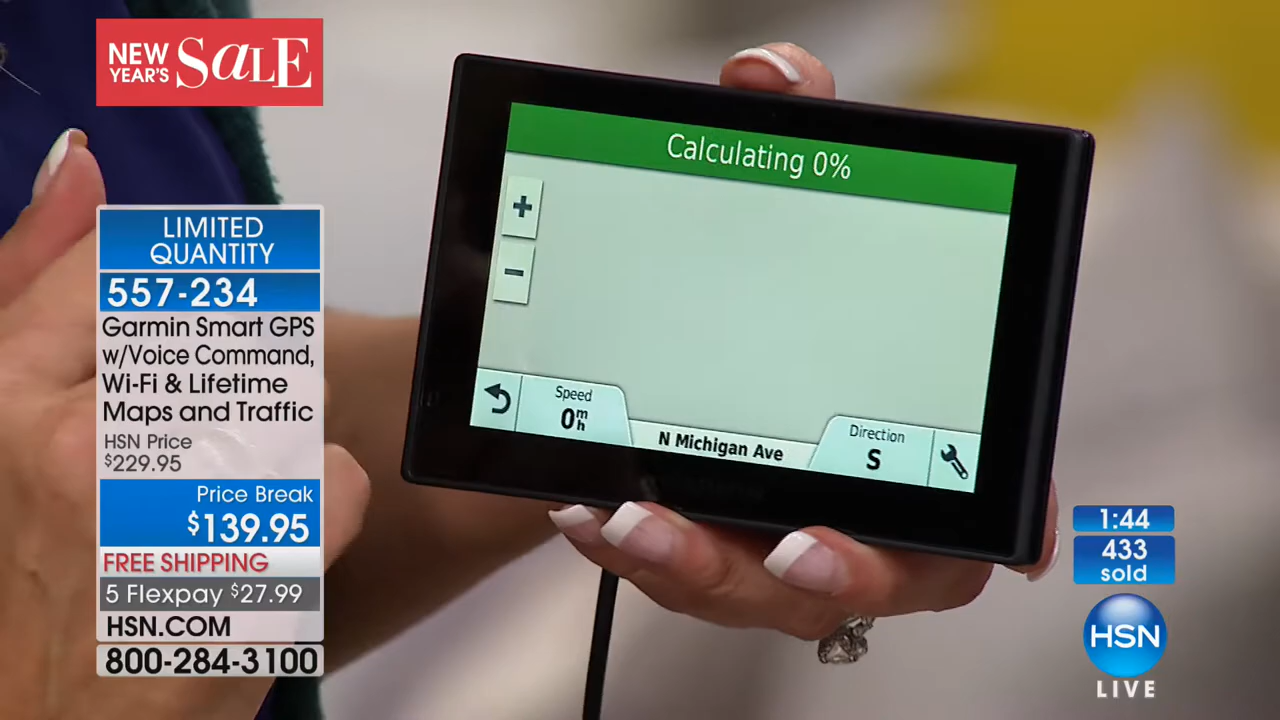 NEW
YEAR'S
SALE
LIMITED
QUANTITY
557-234
Garmin Smart GPS
w/Voice Command,
Wi-Fi & Lifetime
Maps and Traffic
HSN Price
$229.95
Price Break
$139.95
FREE SHIPPING
5 Flexpay $27.99
HSN.COM
800-284-3100
Calculating 0%
+
-
Speed
0 m h
N Michigan Ave
Direction
S
1:44
433
sold
HSN
LIVE